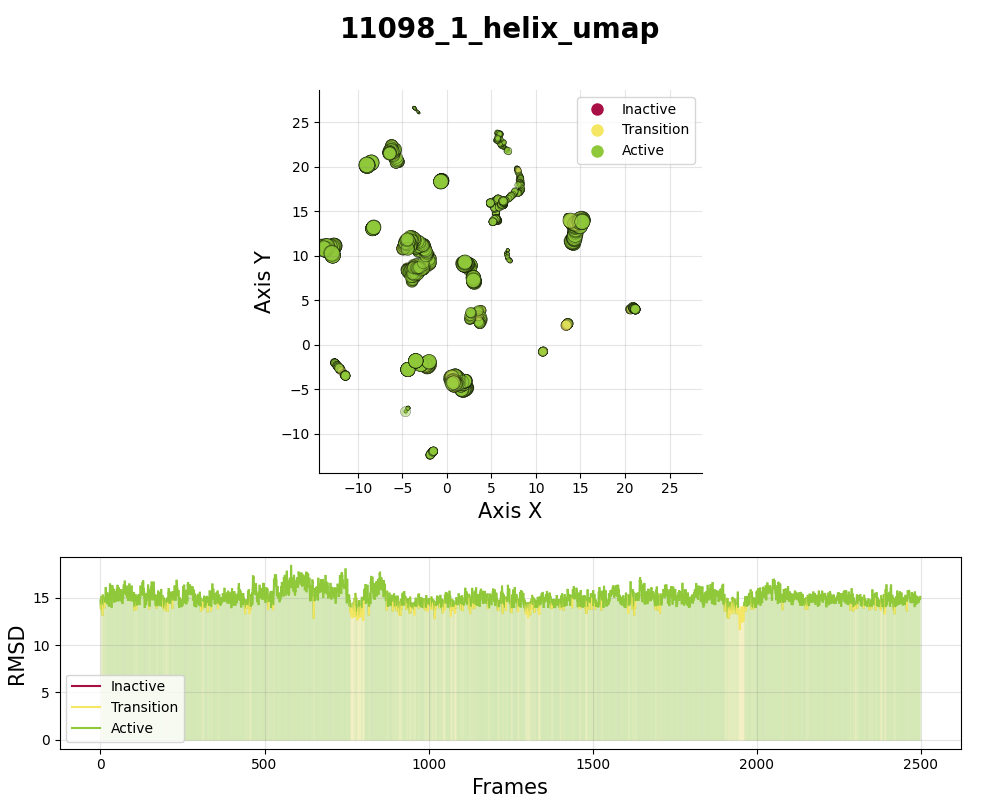 11098_1_helix_umap
Inactive
Transition
Active
25
20
15
10
5
0
−5
−10
Axis Y
−10 −5 0 5 10 15 20 25
Axis X
15
10
5
0
RMSD
Inactive
Transition
Active
0 500 1000 1500 2000 2500
Frames